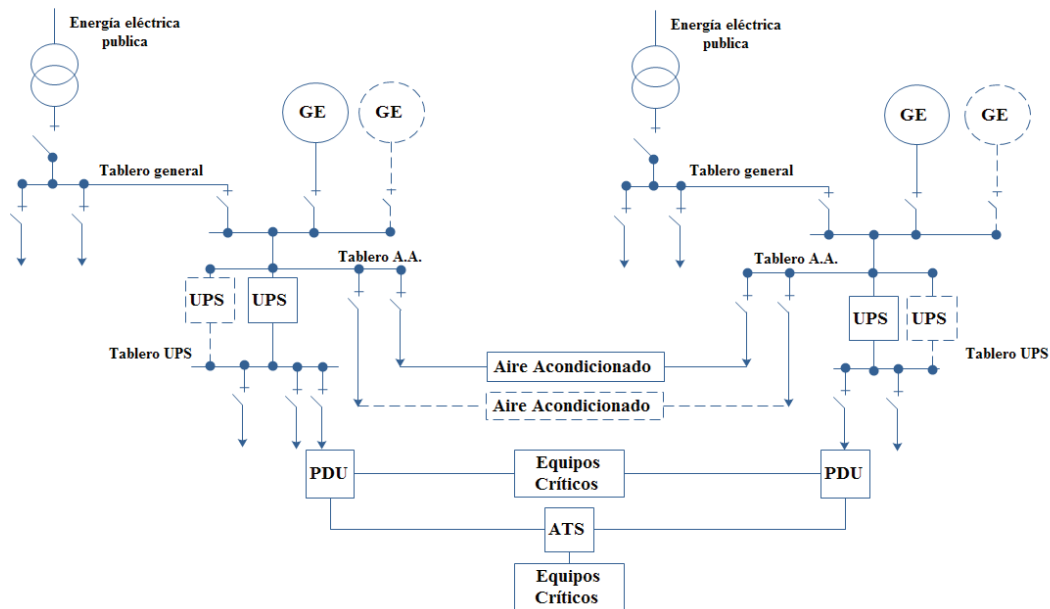 Energía eléctrica
publica
Energía eléctrica
publica
GE
GE
GE
GE
Tablero general
Tablero general
Tablero A.A.
Tablero A.A.
UPS
UPS
UPS
UPS
Tablero UPS
Tablero UPS
Aire Acondicionado
Aire Acondicionado
PDU
Equipos
Críticos
PDU
ATS
Equipos
Críticos